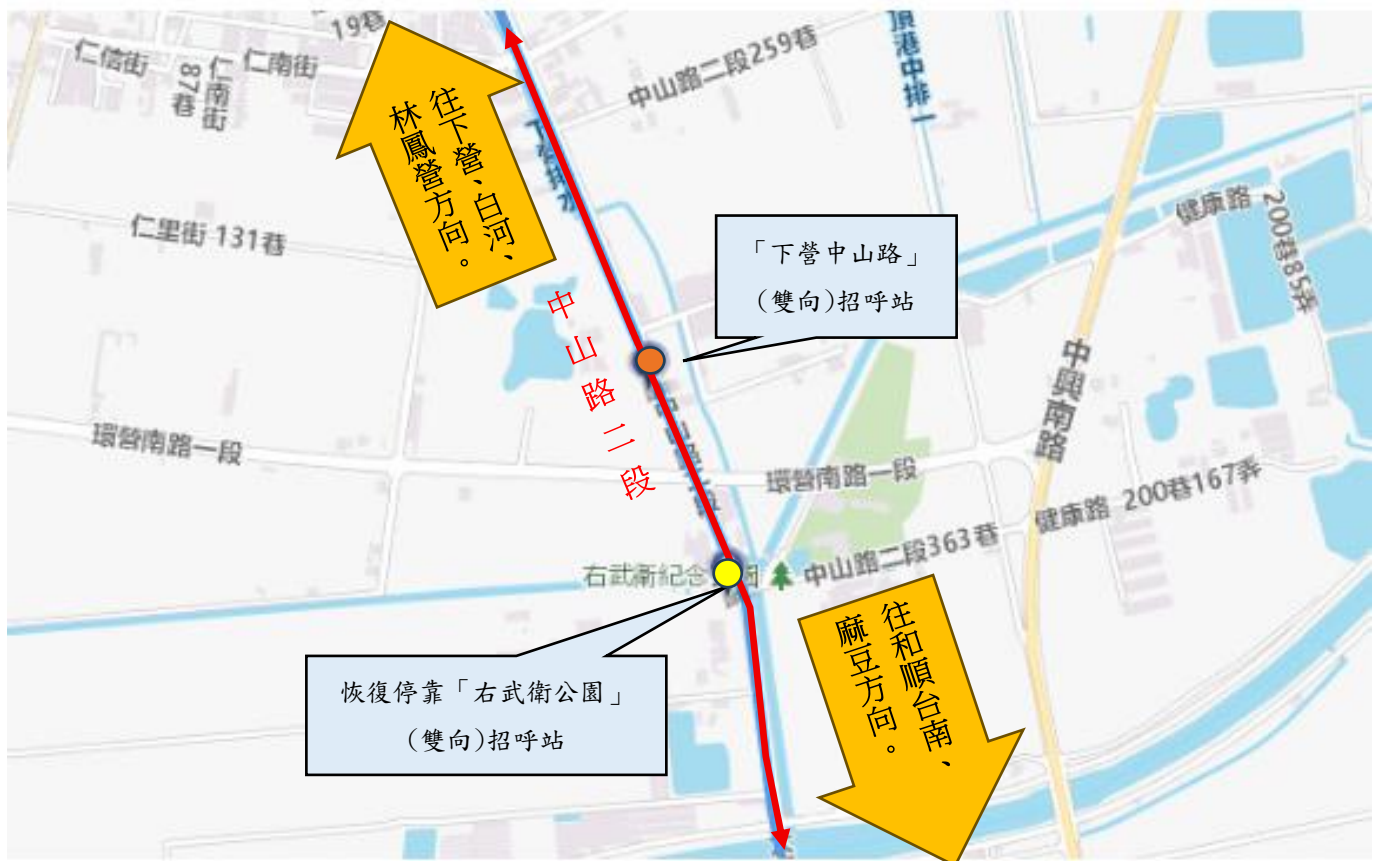 19巷
仁信街
仁南街
仁南街
87巷
中山路二段259巷
頂港中排一
往下營、白河、
林鳳營方向。
下營排水
仁里街 131巷
健康路
200巷85弄
「下營中山路」
(雙向)招呼站
中山路二段
中興南路
環營南路一段
環營南路一段
健康路 200巷167弄
中山路二段363巷
右武衛紀念
往和順台南、
麻豆方向。
恢復停靠「右武衛公園」
(雙向)招呼站